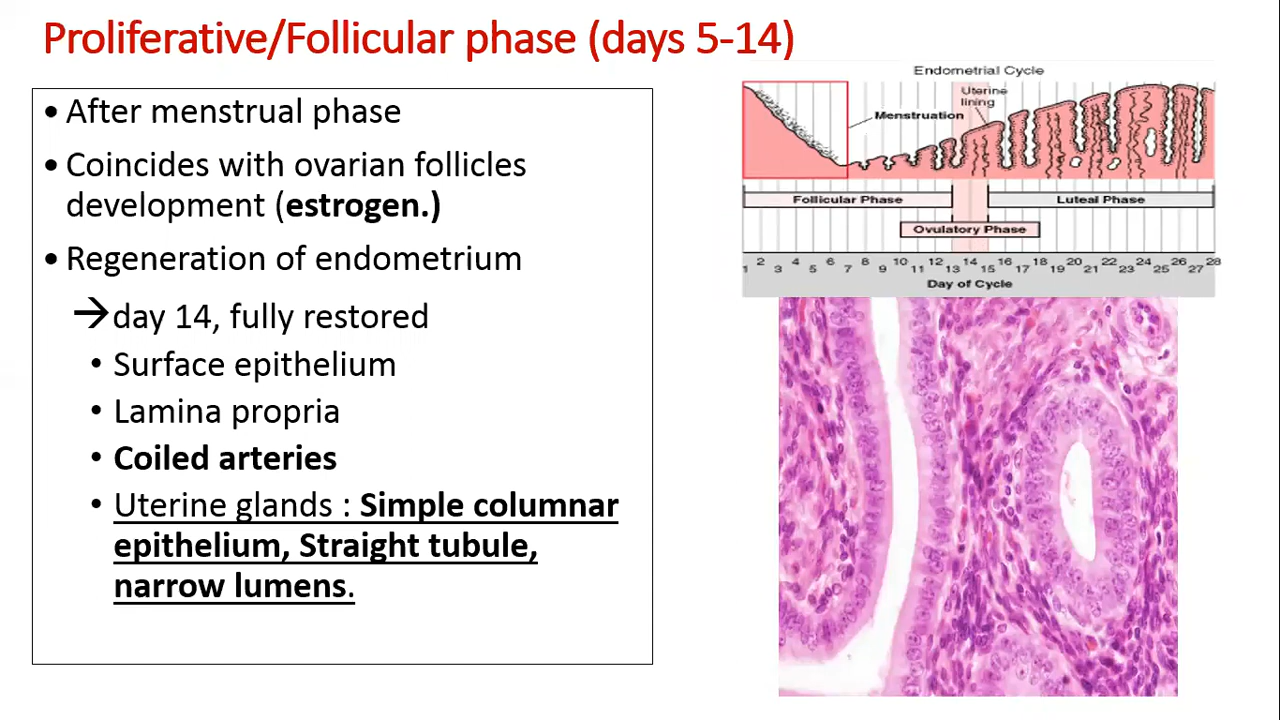 Proliferative/Follicular phase (days 5-14)
• After menstrual phase
• Coincides with ovarian follicles
development (estrogen.)
• Regeneration of endometrium
→day 14, fully restored
• Surface epithelium
• Lamina propria
• Coiled arteries
• Uterine glands : Simple columnar
epithelium, Straight tubule,
narrow lumens.
Endometrial Cycle
Uterine
lining
Menstruation
Follicular Phase
Luteal Phase
Ovulatory Phase
1 2 3 4 5 6 7 8 9 10 11 12 13 14 15 16 17 18 19 20 21 22 23 24 25 26 27 28
Day of Cycle